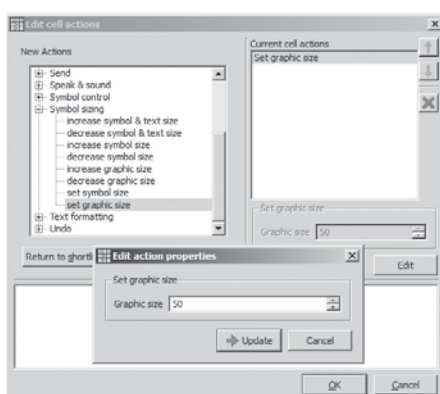 Edit cell actions
New Actions
Send
Speak & sound
Symbol control
Symbol sizing
increase symbol & text size
decrease symbol & text size
increase symbol size
decrease symbol size
increase graphic size
decrease graphic size
set symbol size
set graphic size
Text formatting
Undo
Current cell actions
Set graphic size
Set graphic size
Graphic size 50
Return to
Edit
Edit action properties
Set graphic size
Graphic size 50
Update
Cancel
OK
Cancel